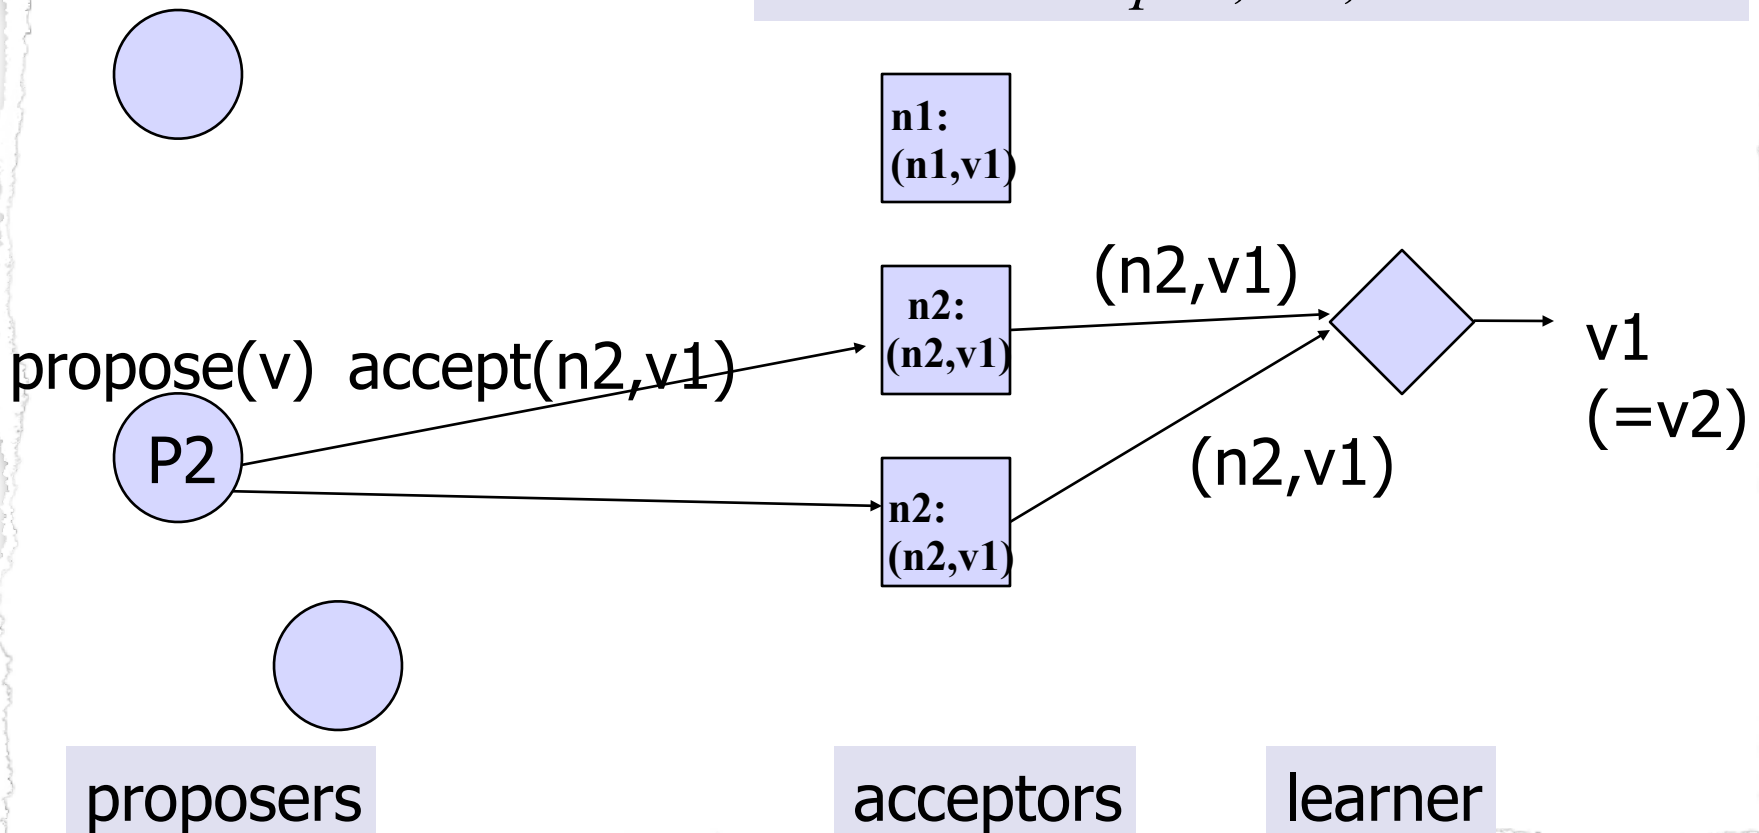 n1:
(n1,v1)
(n2,v1)
n2:
(n2,v1)
v1
(=v2)
propose(v) accept(n2,v1)
P2
(n2,v1)
n2:
(n2,v1)
proposers
acceptors
learner